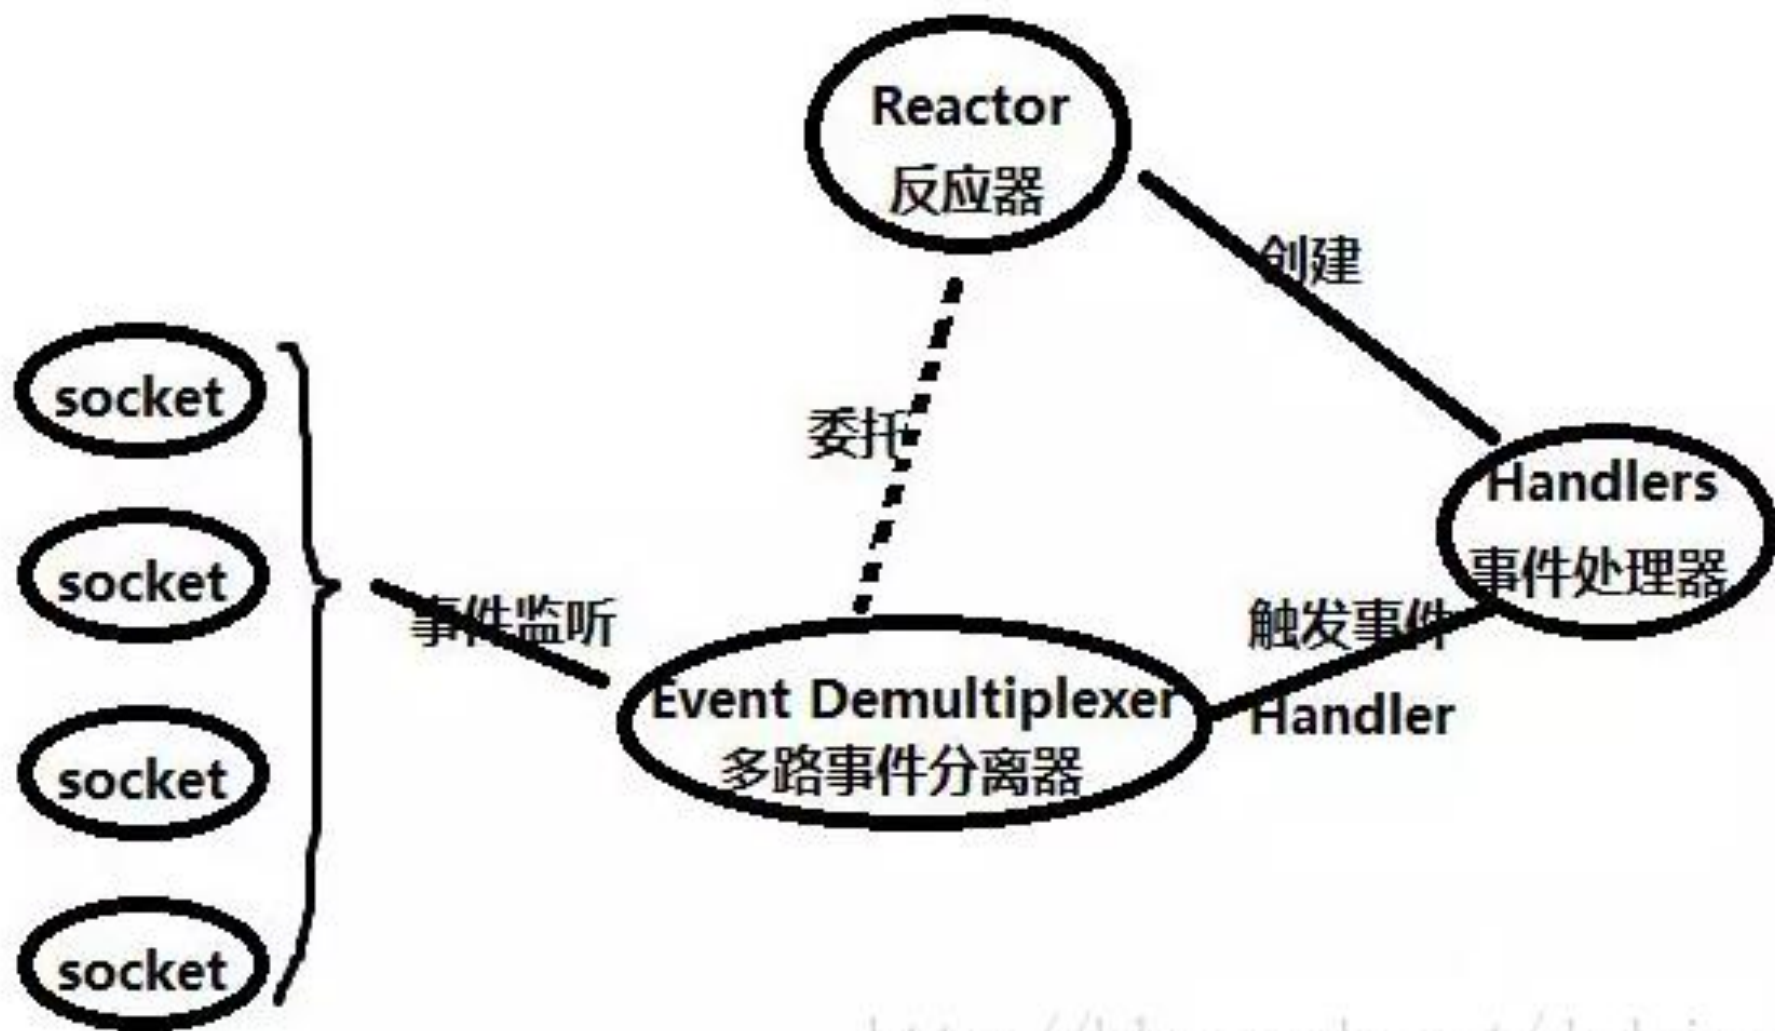 Reactor
反应器
创建
委托
socket
socket
socket
socket
事件监听
Event Demultiplexer
多路事件分离器
触发事件
Handler
Handlers
事件处理器